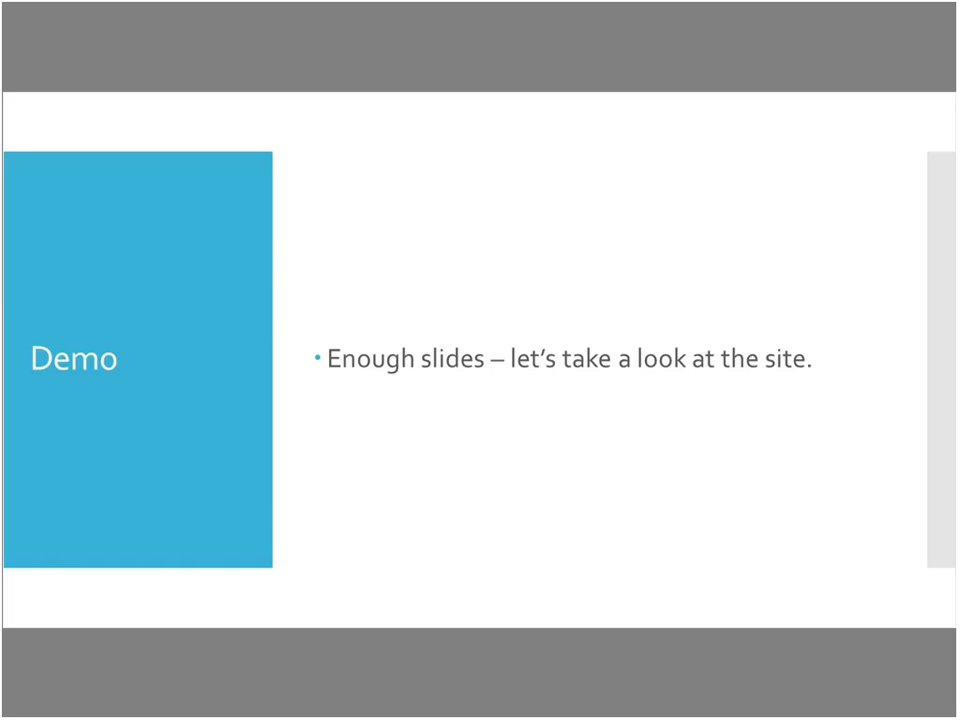 Demo
• Enough slides – let’s take a look at the site.